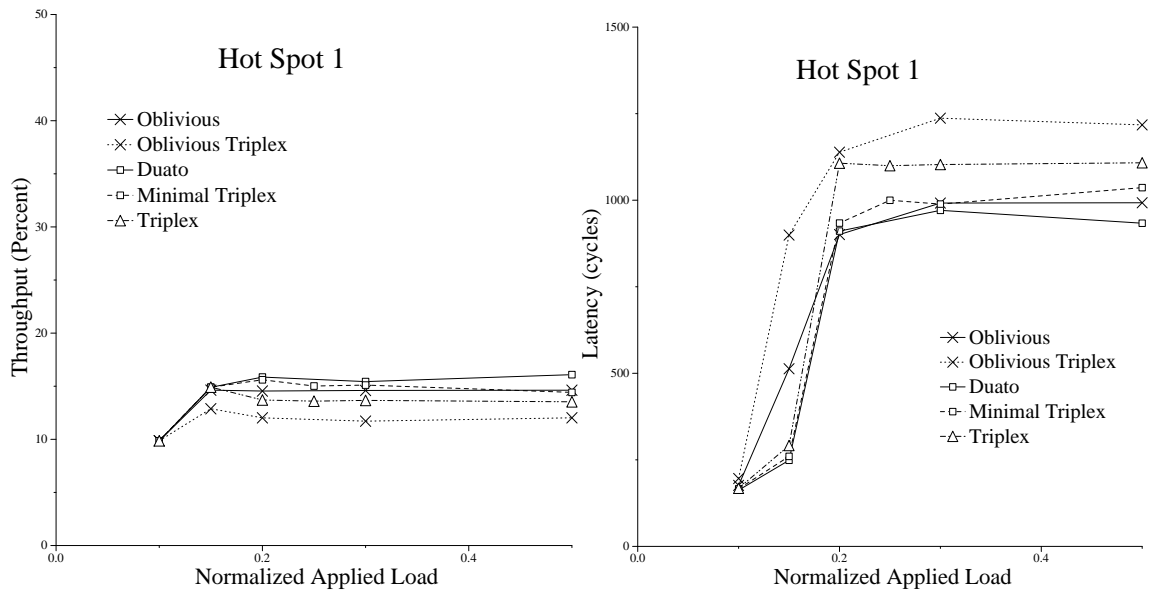 Hot Spot 1
Oblivious
Oblivious Triplex
Duato
Minimal Triplex
Triplex
Throughput (Percent)
50
40
30
20
10
0
0.0
0.2
0.4
Normalized Applied Load
Hot Spot 1
Oblivious
Oblivious Triplex
Duato
Minimal Triplex
Triplex
Latency (cycles)
1500
1000
500
0
0.0
0.2
0.4
Normalized Applied Load